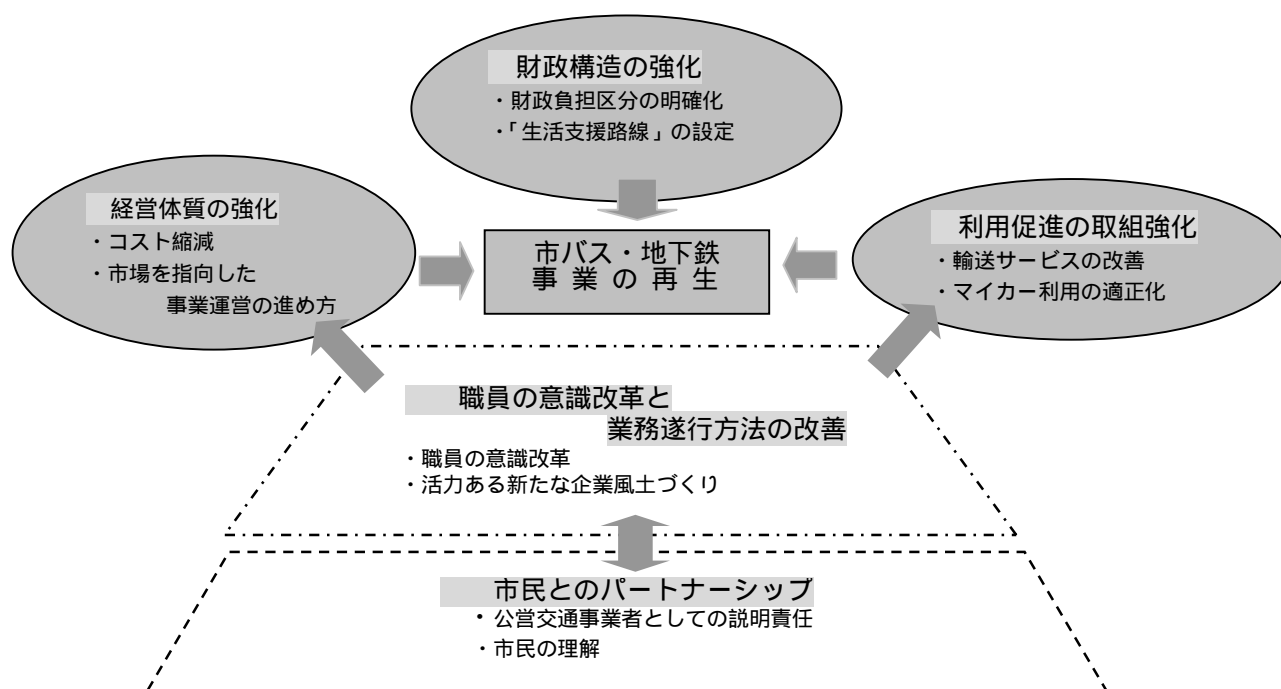 財政構造の強化
・財政負担区分の明確化
・「生活支援路線」の設定
経営体質の強化
・コスト縮減
・市場を指向した
事業運営の進め方
市バス・地下鉄
事業の再生
利用促進の取組強化
・輸送サービスの改善
・マイカー利用の適正化
職員の意識改革と
業務遂行方法の改善
・職員の意識改革
・活力ある新たな企業風土づくり
市民とのパートナーシップ
・公営交通事業者としての説明責任
・市民の理解